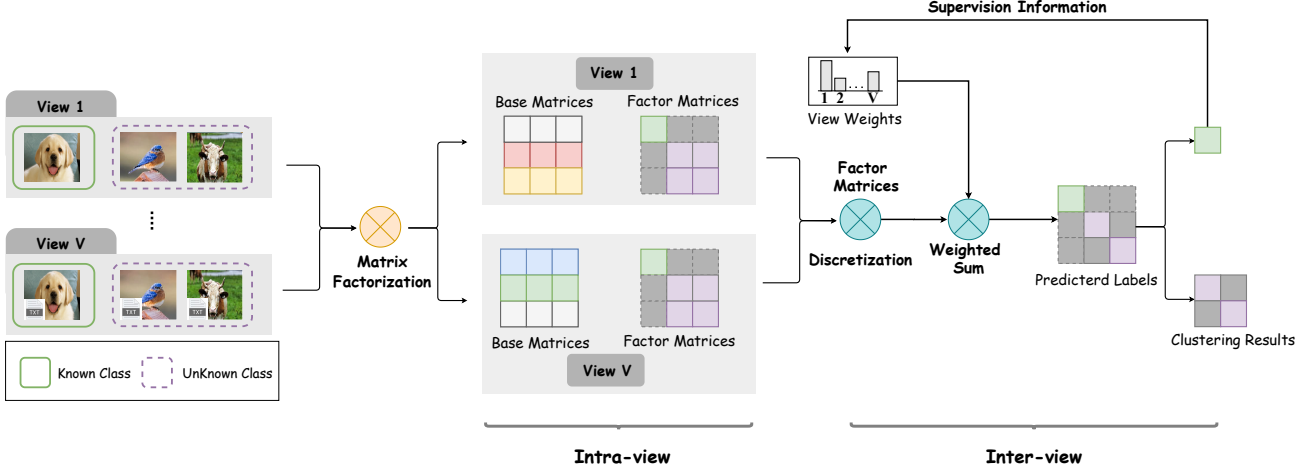 Supervision Information
View 1
View V
TXT
TXT
TXT
Known Class
UnKnown Class
Matrix
Factorization
View 1
Base Matrices
Factor Matrices
Base Matrices
Factor Matrices
View V
Intra-view
1 2 ... V
View Weights
Factor
Matrices
Discretization
Weighted
Sum
Predicterd Labels
Clustering Results
Inter-view